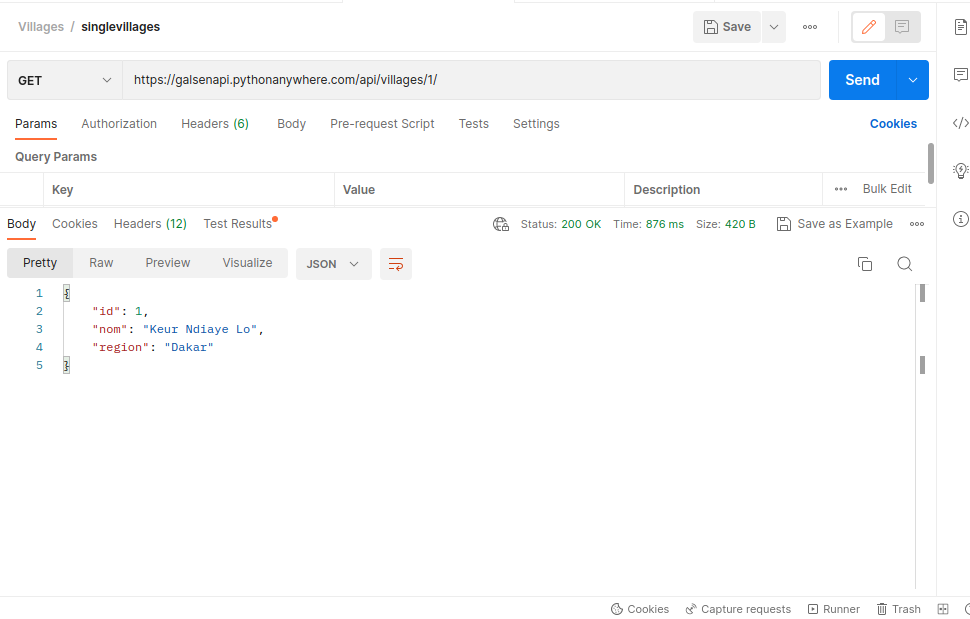 Villages / singlevillages
Save
GET https://galsenapi.pythonanywhere.com/api/villages/1/ Send
Params Authorization Headers (6) Body Pre-request Script Tests Settings Cookies
Query Params
Key Value Description Bulk Edit
Body Cookies Headers (12) Test Results Status: 200 OK Time: 876 ms Size: 420 B Save as Example
Pretty Raw Preview Visualize JSON
1 {
2 "id": 1,
3 "nom": "Keur Ndiaye Lo",
4 "region": "Dakar"
5 }
Cookies Capture requests Runner Trash